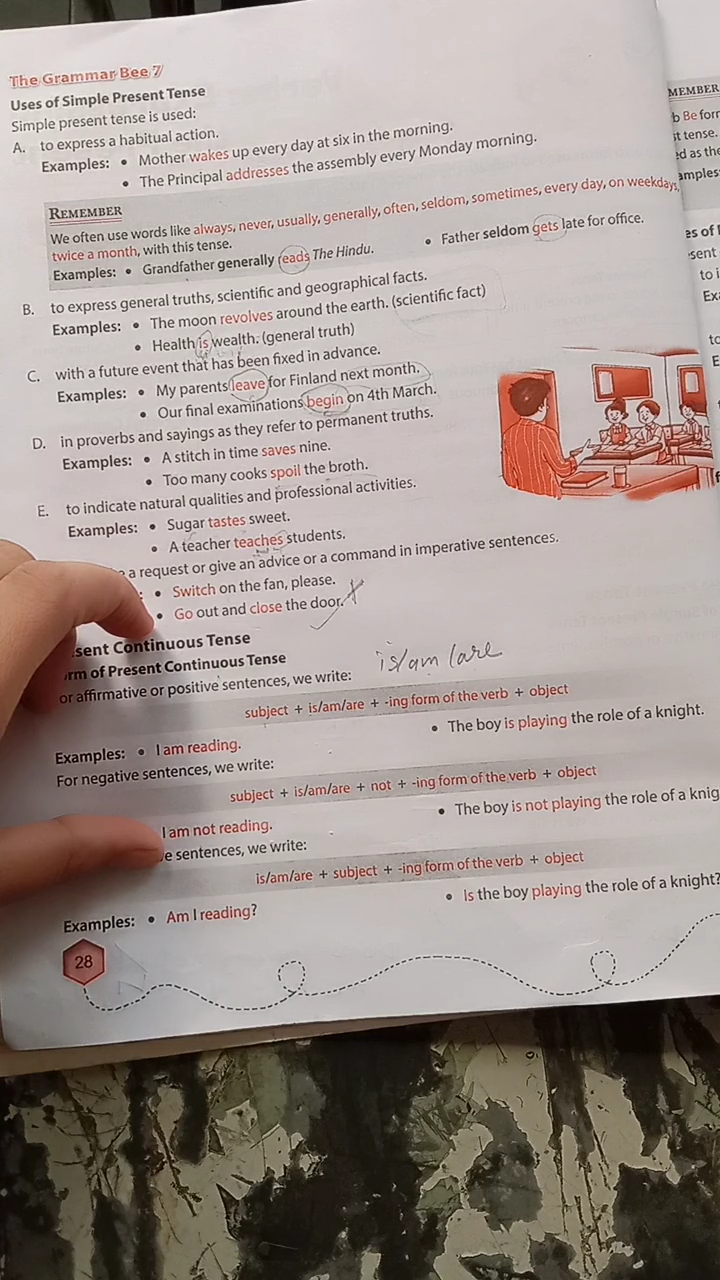 The Grammar Bee 7
Uses of Simple Present Tense
Simple present tense is used:
A. to express a habitual action.
Examples: • Mother wakes up every day at six in the morning.
• The Principal addresses the assembly every Monday morning.
REMEMBER
We often use words like always, never, usually, generally, often, seldom, sometimes, every day, on weekdays,
twice a month, with this tense.
Examples: • Grandfather generally reads The Hindu. • Father seldom gets late for office.
B. to express general truths, scientific and geographical facts.
Examples: • The moon revolves around the earth. (scientific fact)
• Health is wealth. (general truth)
C. with a future event that has been fixed in advance.
Examples: • My parents leave for Finland next month.
• Our final examinations begin on 4th March.
D. in proverbs and sayings as they refer to permanent truths.
Examples: • A stitch in time saves nine.
• Too many cooks spoil the broth.
E. to indicate natural qualities and professional activities.
Examples: • Sugar tastes sweet.
• A teacher teaches students.
a request or give an advice or a command in imperative sentences.
• Switch on the fan, please.
• Go out and close the door.
sent Continuous Tense
rm of Present Continuous Tense
is/am/are
or affirmative or positive sentences, we write:
subject + is/am/are + -ing form of the verb + object
Examples: • I am reading. • The boy is playing the role of a knight.
For negative sentences, we write:
subject + is/am/are + not + -ing form of the verb + object
I am not reading. • The boy is not playing the role of a knig
e sentences, we write:
is/am/are + subject + -ing form of the verb + object
Examples: • Am I reading? • Is the boy playing the role of a knight?
28
MEMBER
b Be for
t tense.
ed as the
amples
es of
sent
to i
Ex
to
E